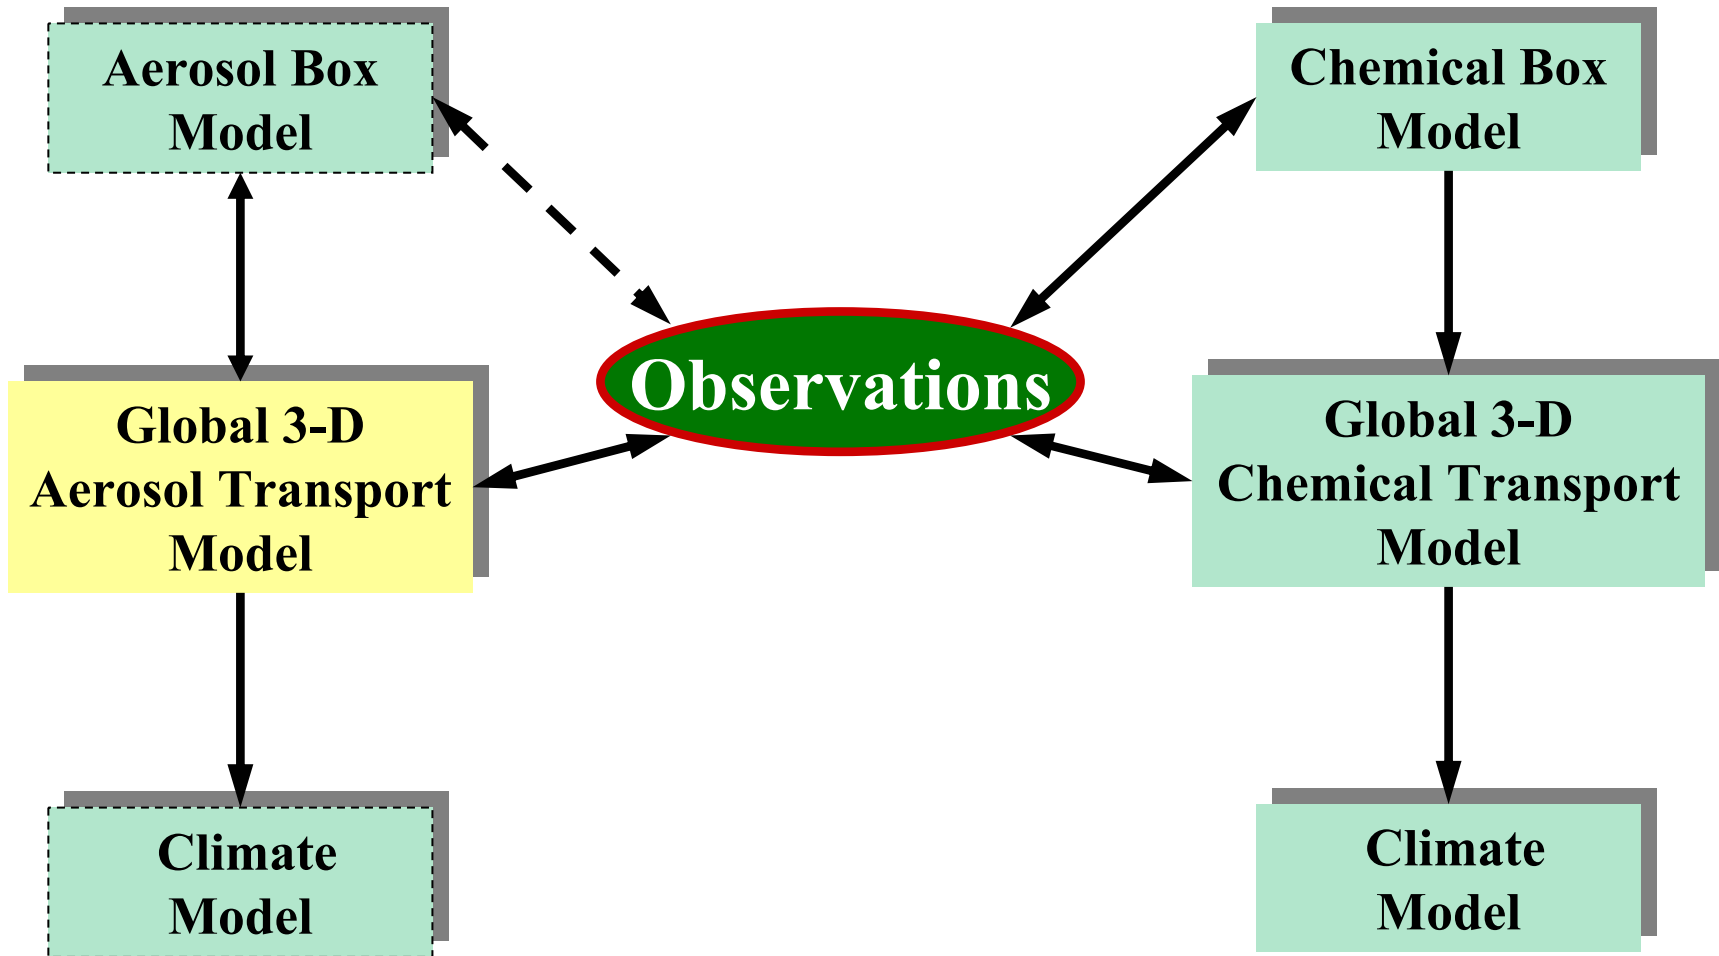 Aerosol Box
Model
Chemical Box
Model
Observations
Global 3-D
Aerosol Transport
Model
Global 3-D
Chemical Transport
Model
Climate
Model
Climate
Model